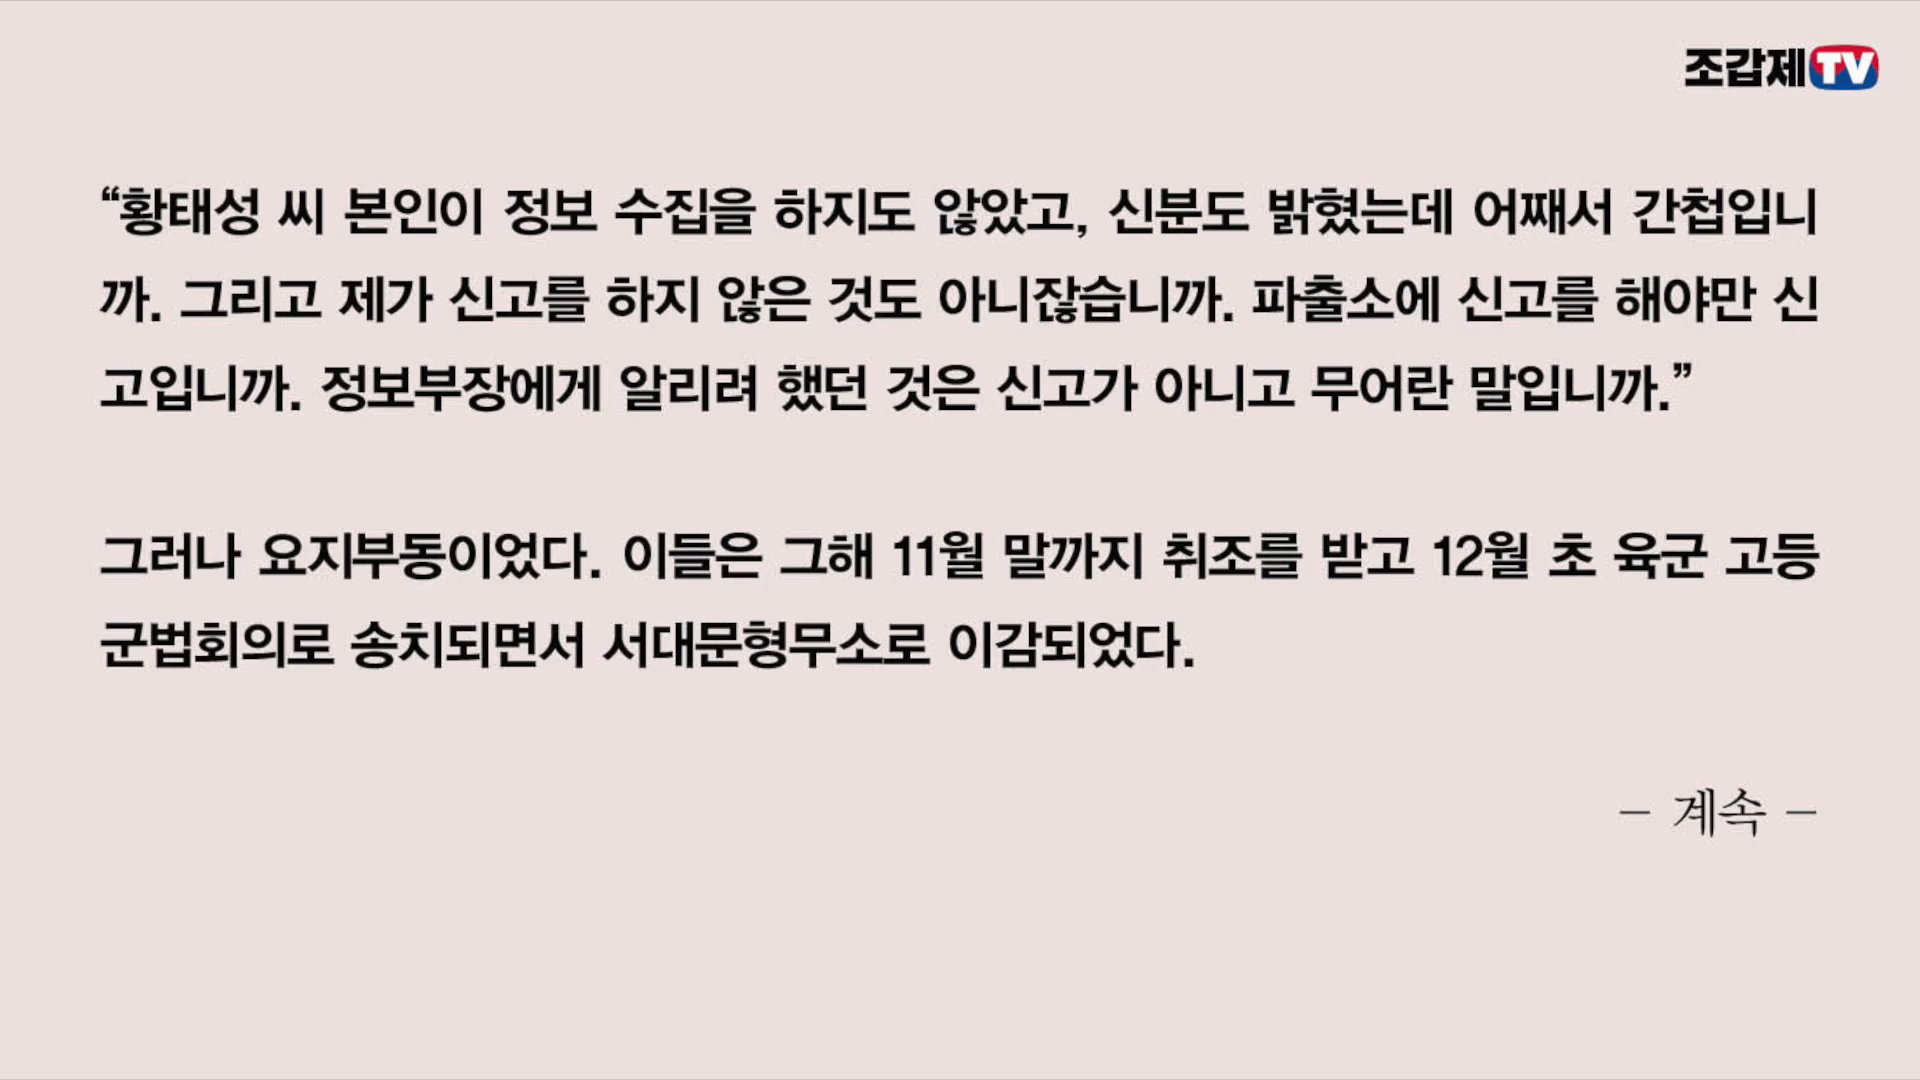 조갑제TV
“황태성 씨 본인이 정보 수집을 하지도 않았고, 신분도 밝혔는데 어째서 간첩입니
까. 그리고 제가 신고를 하지 않은 것도 아니잖습니까. 파출소에 신고를 해야만 신
고입니까. 정보부장에게 알리려 했던 것은 신고가 아니고 무어란 말입니까.”
그러나 요지부동이었다. 이들은 그해 11월 말까지 취조를 받고 12월 초 육군 고등
군법회의로 송치되면서 서대문형무소로 이감되었다.
– 계속 –